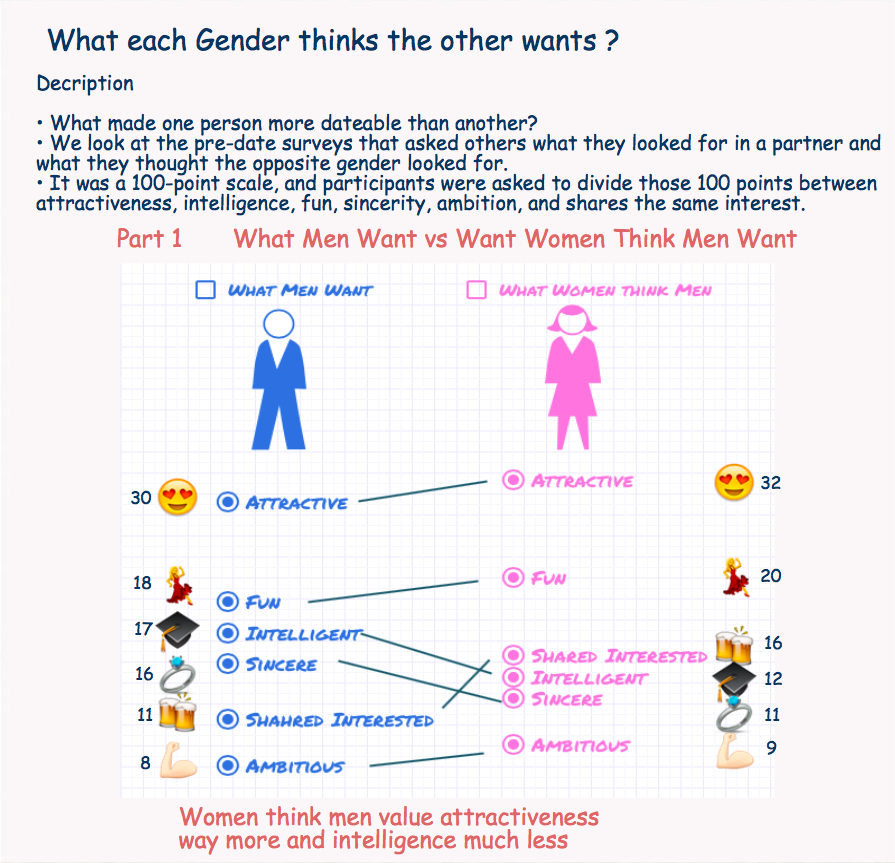 What each Gender thinks the other wants ?
Decription
• What made one person more dateable than another?
• We look at the pre-date surveys that asked others what they looked for in a partner and
what they thought the opposite gender looked for.
• It was a 100-point scale, and participants were asked to divide those 100 points between
attractiveness, intelligence, fun, sincerity, ambition, and shares the same interest.
Part 1 What Men Want vs Want Women Think Men Want
What Men Want
What Women think Men
30 Attractive
Attractive 32
18 Fun
Fun 20
17 Intelligent
16 Sincere
Shared Interested 16
Intelligent 12
Sincere 11
11 Shahred Interested
Ambitious 9
8 Ambitious
Women think men value attractiveness
way more and intelligence much less